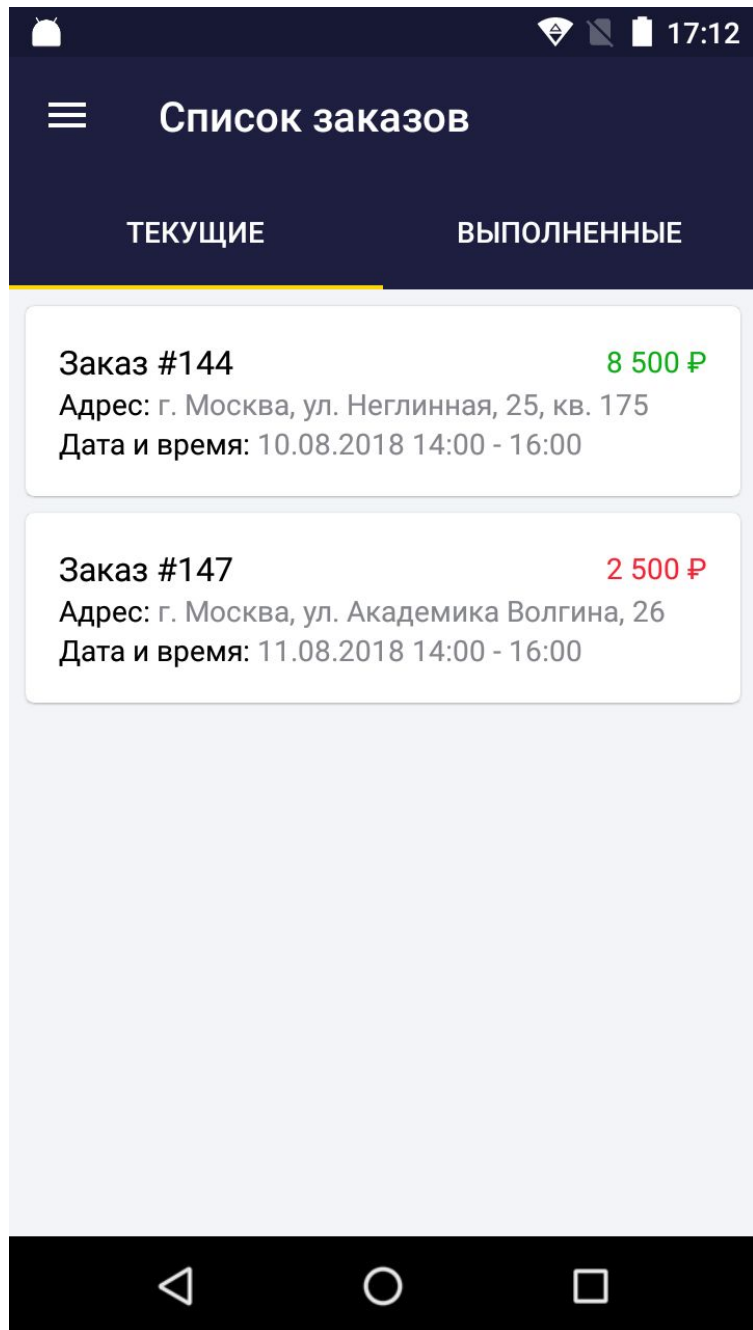 17:12
Список заказов
ТЕКУЩИЕ ВЫПОЛНЕННЫЕ
Заказ #144 8 500 ₽
Адрес: г. Москва, ул. Неглинная, 25, кв. 175
Дата и время: 10.08.2018 14:00 - 16:00
Заказ #147 2 500 ₽
Адрес: г. Москва, ул. Академика Волгина, 26
Дата и время: 11.08.2018 14:00 - 16:00